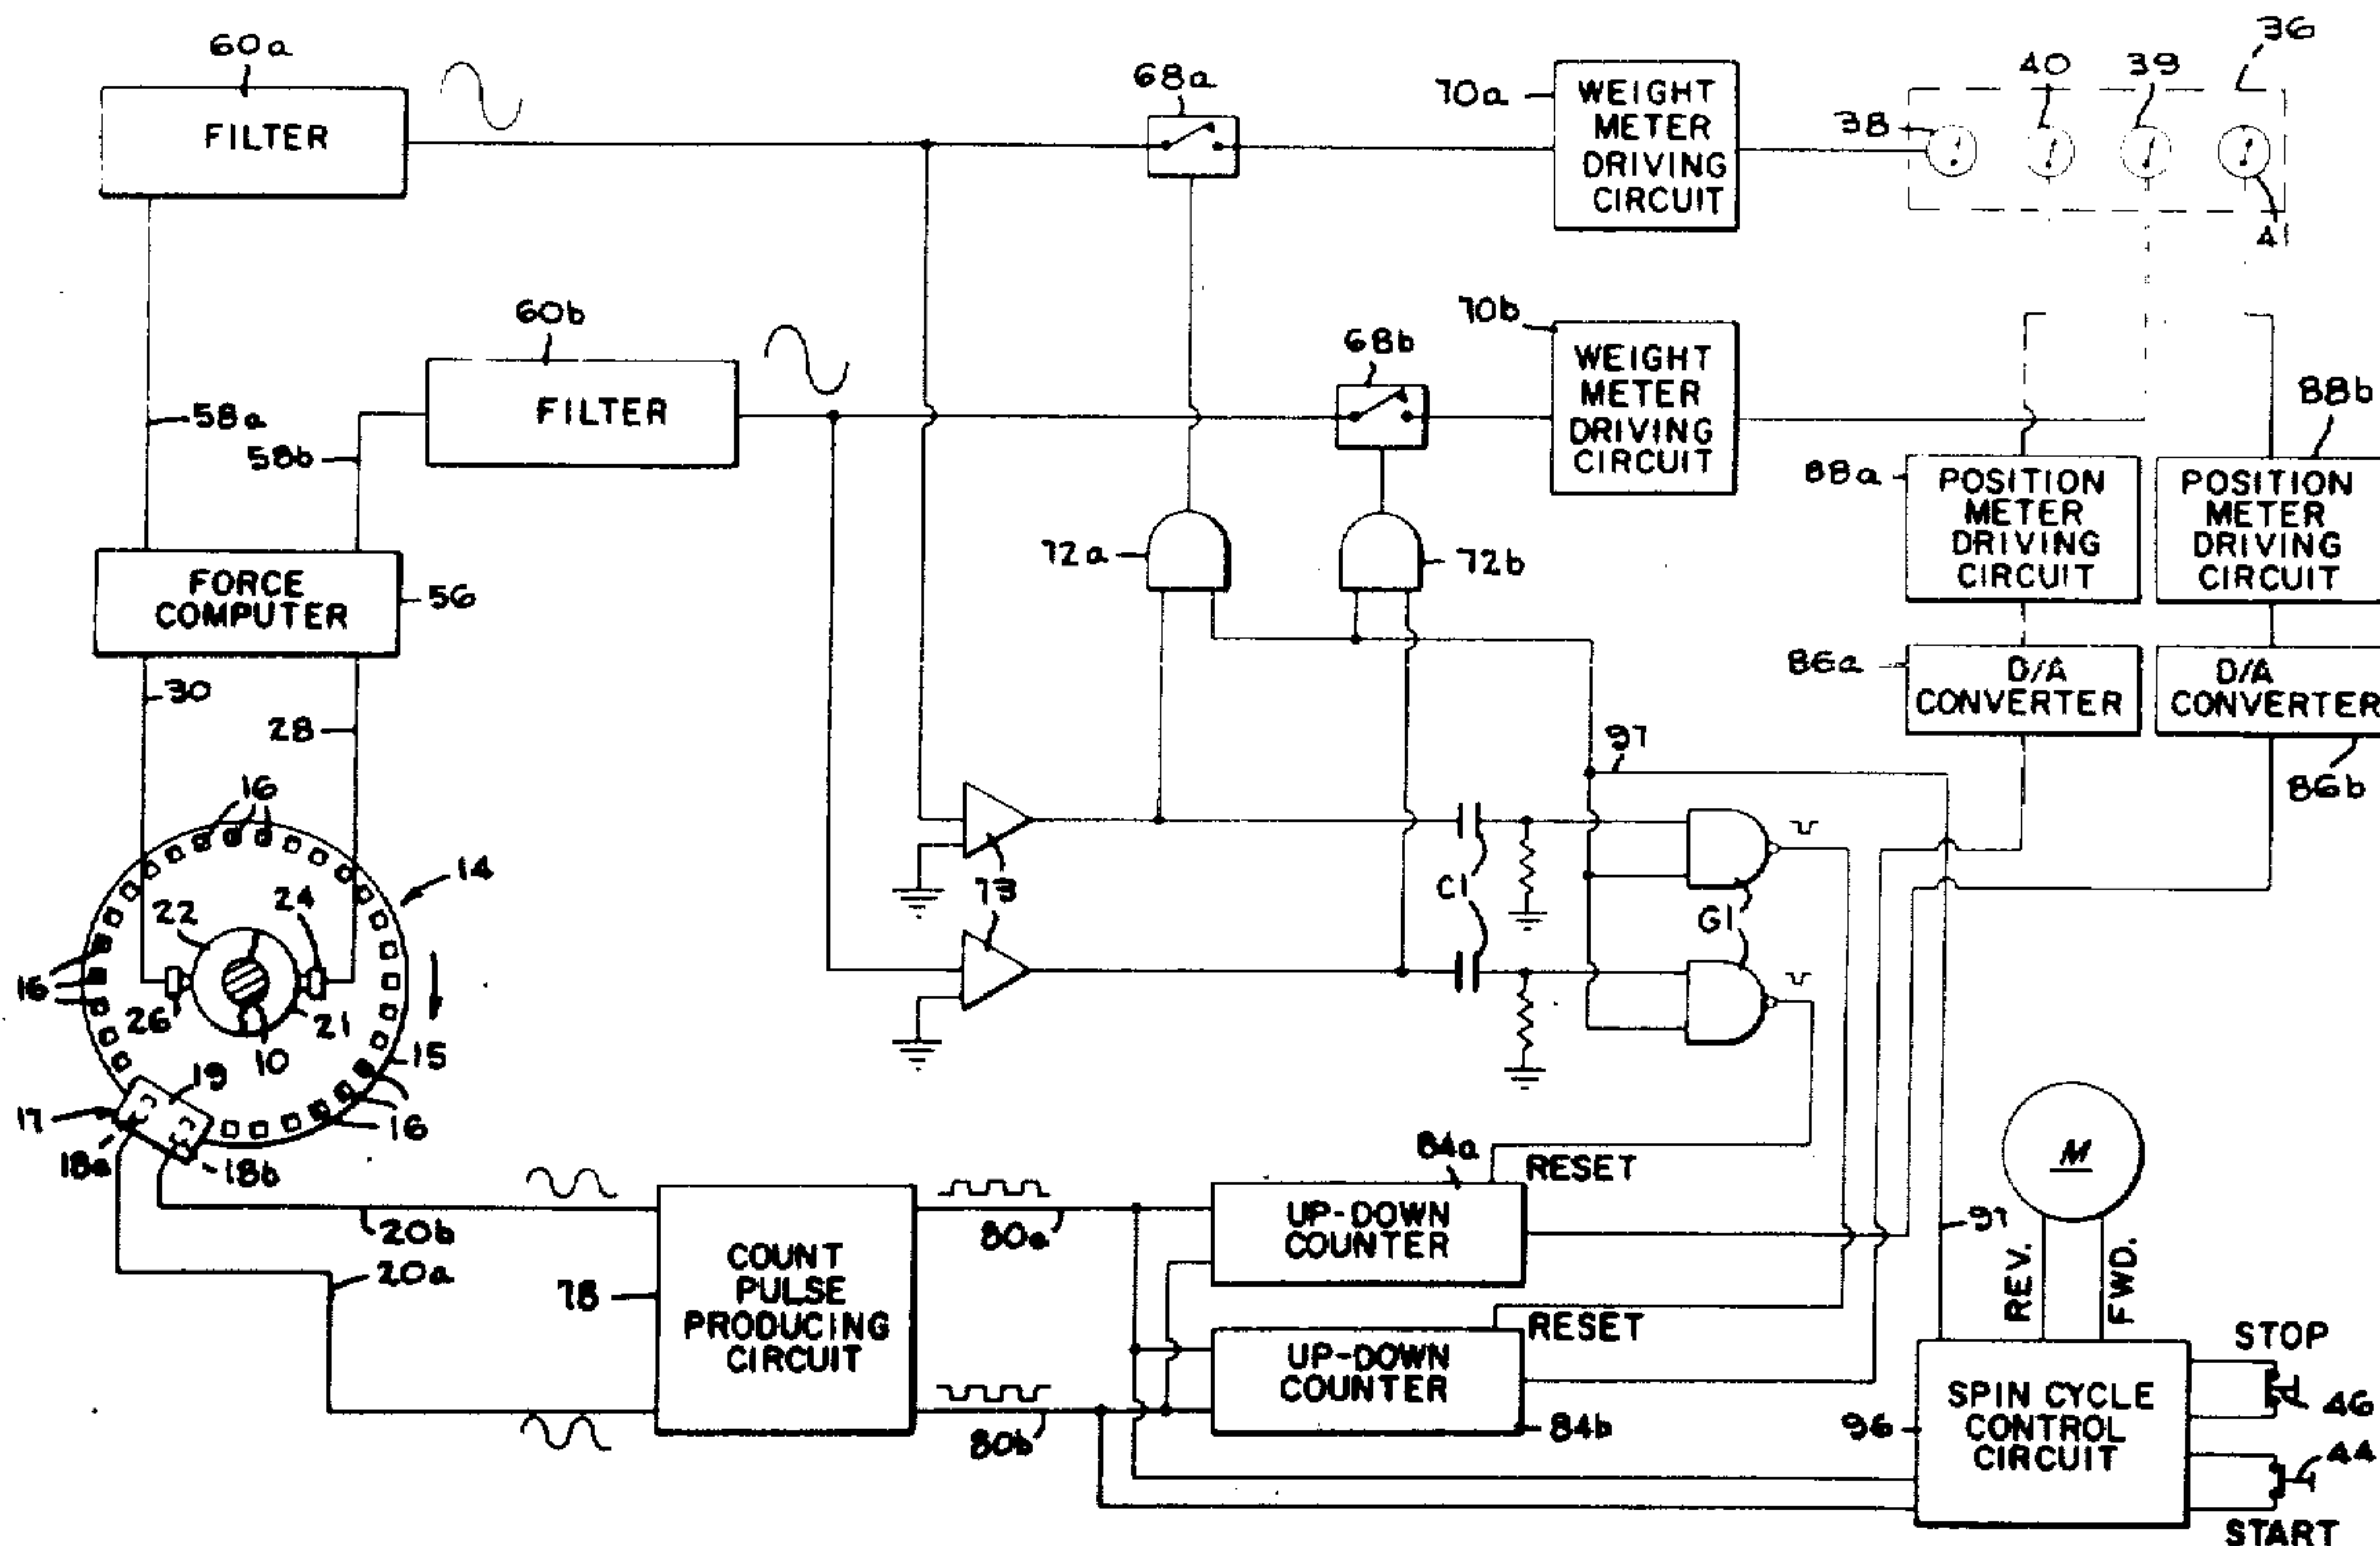 36
60a
40
39
68a
70a
WEIGHT
METER
DRIVING
CIRCUIT
38
FILTER
41
60b
70b
68b
WEIGHT
METER
DRIVING
CIRCUIT
88b
58a
FILTER
58b
88a
POSITION
METER
DRIVING
CIRCUIT
POSITION
METER
DRIVING
CIRCUIT
72a
72b
FORCE
COMPUTER
56
86a
D/A
CONVERTER
D/A
CONVERTER
30
28
97
86b
16
14
73
C1
G1
22
24
16
26
21
10
15
19
17
16
18a
18b
M
84a
RESET
20b
80a
UP-DOWN
COUNTER
97
REV.
FWD.
20a
COUNT
PULSE
PRODUCING
CIRCUIT
78
RESET
STOP
UP-DOWN
COUNTER
SPIN CYCLE
CONTROL
CIRCUIT
46
80b
84b
96
44
START